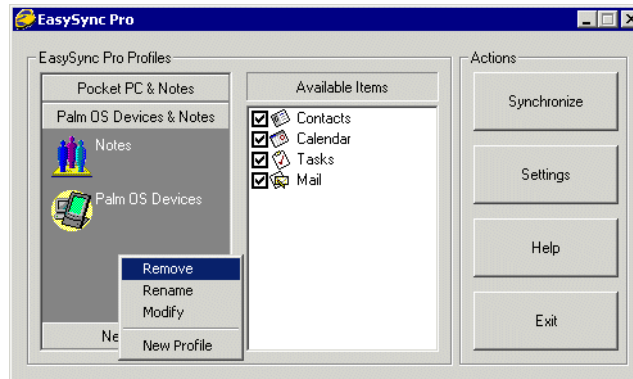 EasySync Pro
EasySync Pro Profiles
Pocket PC & Notes
Palm OS Devices & Notes
Notes
Palm OS Devices
Remove
Rename
Modify
New Profile
Available Items
Contacts
Calendar
Tasks
Mail
Actions
Synchronize
Settings
Help
Exit